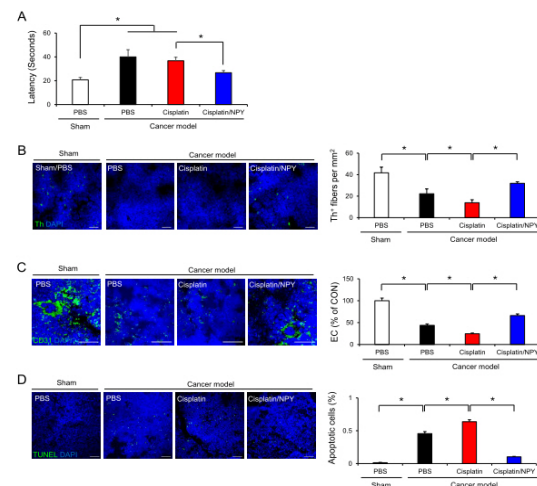 A
Latency (Seconds)
60
40
20
0
*
*
PBS PBS Cisplatin Cisplatin/NPY
Sham Cancer model
B
Sham Cancer model
Sham/PBS PBS Cisplatin Cisplatin/NPY
Th DAPI
Th⁺ fibers per mm²
60
40
20
0
* * *
PBS PBS Cisplatin Cisplatin/NPY
Sham Cancer model
C
Sham Cancer model
PBS PBS Cisplatin Cisplatin/NPY
CD31 DAPI
EC (% of CON)
150
100
50
0
* * *
PBS PBS Cisplatin Cisplatin/NPY
Sham Cancer model
D
Sham Cancer model
PBS PBS Cisplatin Cisplatin/NPY
TUNEL DAPI
Apoptotic cells (%)
1
0.5
0
* * *
PBS PBS Cisplatin Cisplatin/NPY
Sham Cancer model